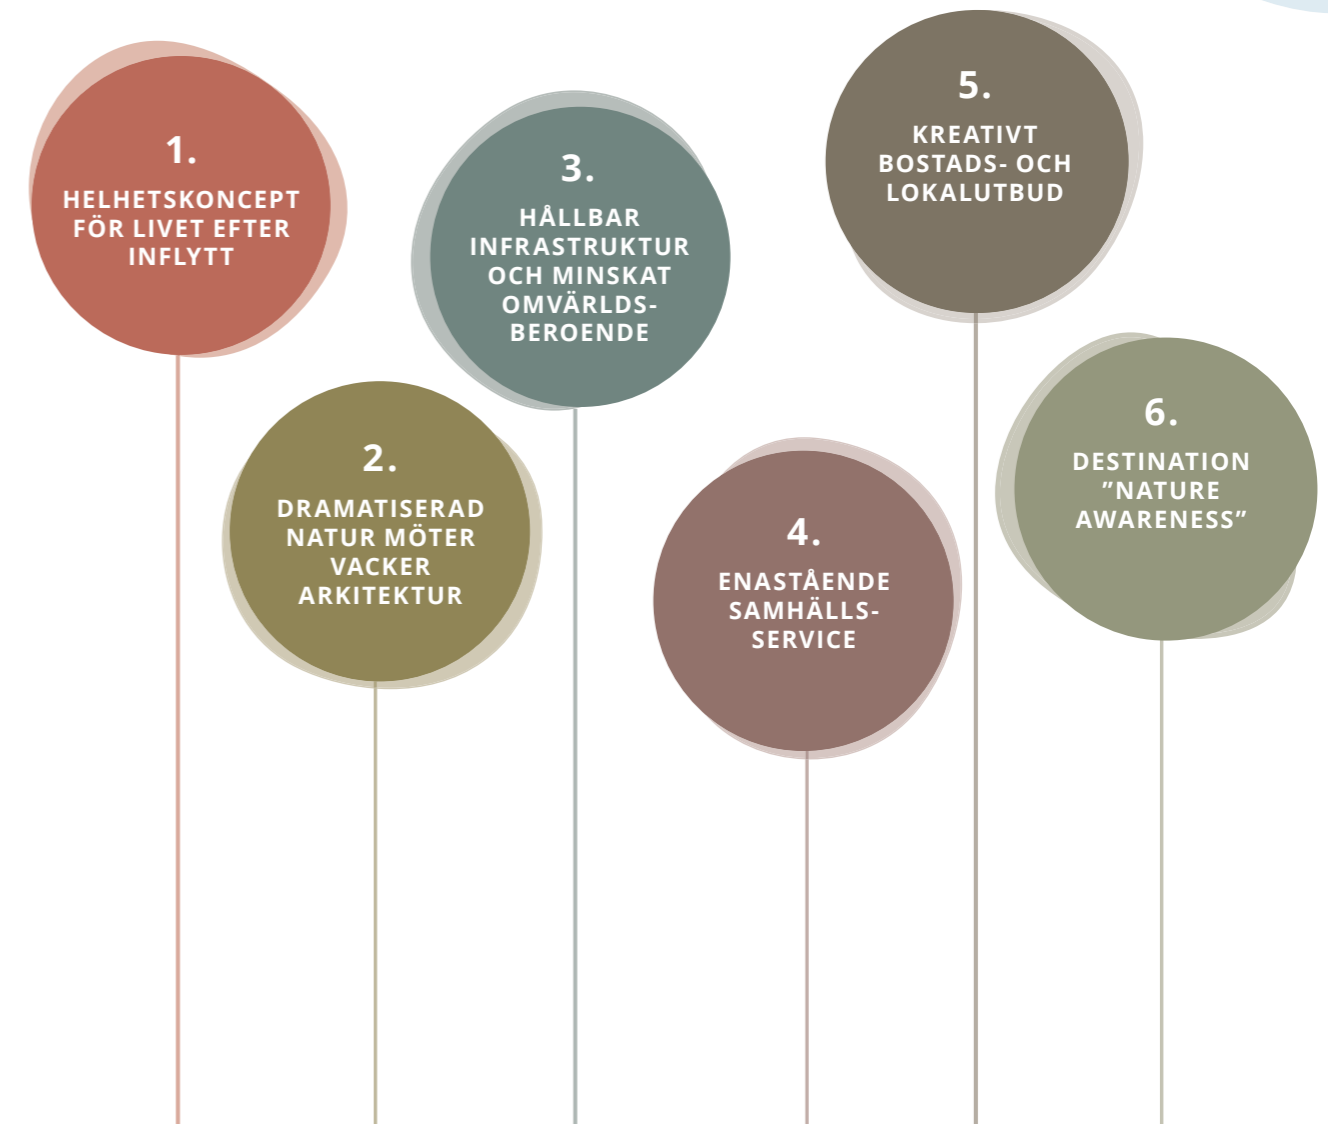 1.
HELHETSKONCEPT
FÖR LIVET EFTER
INFLYTT
2.
DRAMATISERAD
NATUR MÖTER
VACKER
ARKITEKTUR
3.
HÅLLBAR
INFRASTRUKTUR
OCH MINSKAT
OMVÄRLDS-
BEROENDE
4.
ENASTÅENDE
SAMHÄLLS-
SERVICE
5.
KREATIVT
BOSTADS- OCH
LOKALUTBUD
6.
DESTINATION
”NATURE
AWARENESS”